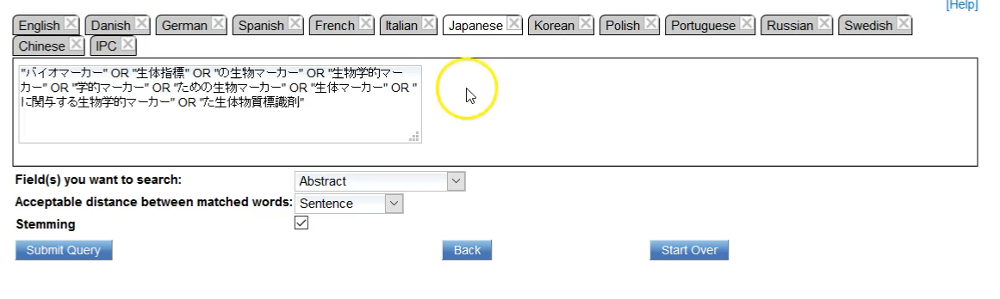 [Help]
English Danish German Spanish French Italian Japanese Korean Polish Portuguese Russian Swedish
Chinese IPC
"バイオマーカー" OR "生体指標" OR "の生物マーカー" OR "生物学的マー
カー" OR "学的マーカー" OR "ための生物マーカー" OR "生体マーカー" OR "
に関与する生物学的マーカー" OR "た生体物質標識剤"
Field(s) you want to search: Abstract
Acceptable distance between matched words: Sentence
Stemming
Submit Query Back Start Over